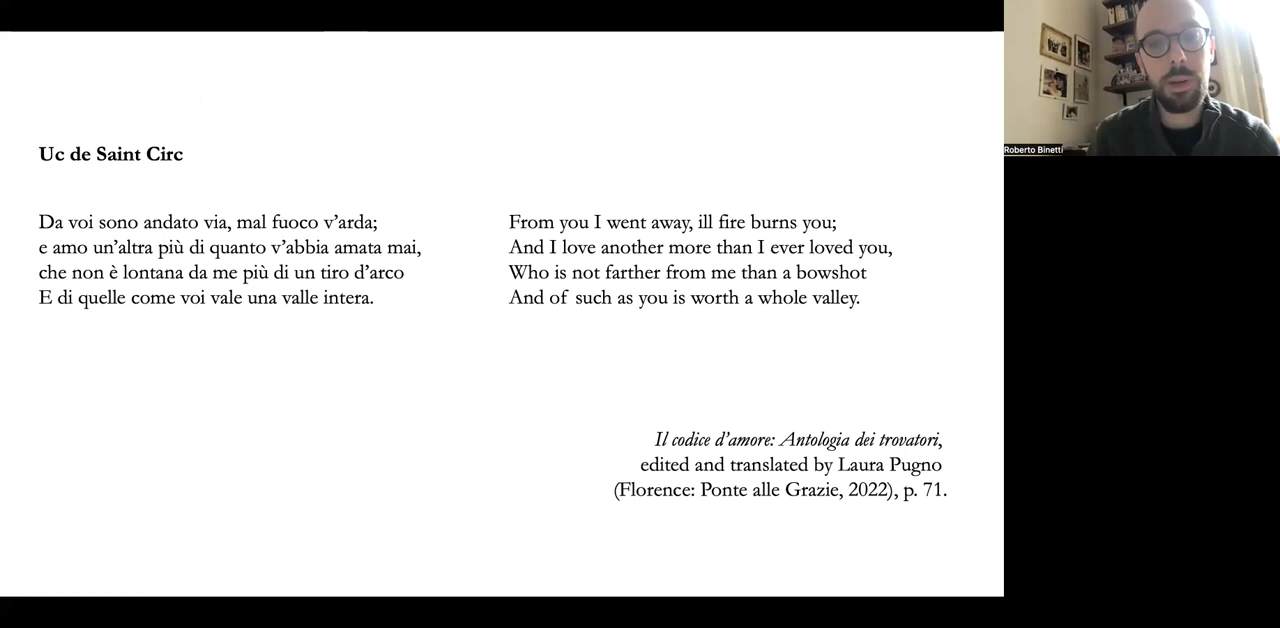 Uc de Saint Circ
Da voi sono andato via, mal fuoco v’arda;
e amo un’altra più di quanto v’abbia amata mai,
che non è lontana da me più di un tiro d’arco
E di quelle come voi vale una valle intera.
From you I went away, ill fire burns you;
And I love another more than I ever loved you,
Who is not farther from me than a bowshot
And of such as you is worth a whole valley.
Il codice d’amore: Antologia dei trovatori,
edited and translated by Laura Pugno
(Florence: Ponte alle Grazie, 2022), p. 71.
Roberto Binetti